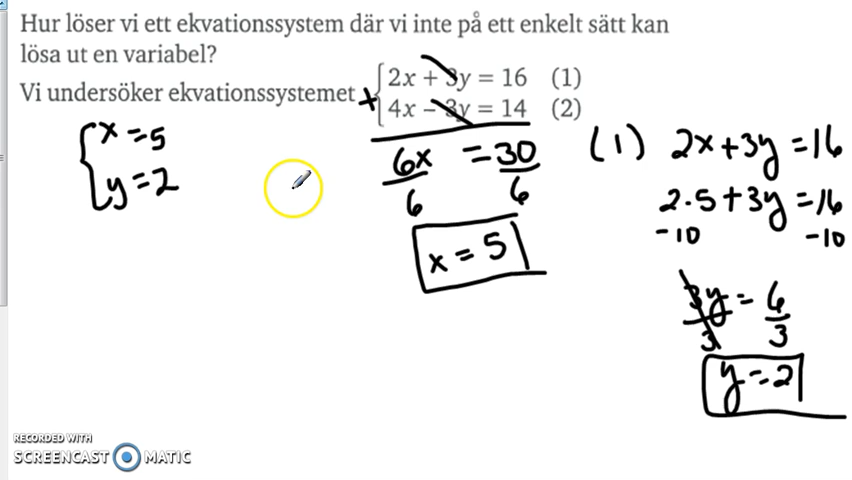 Hur löser vi ett ekvationssystem där vi inte på ett enkelt sätt kan
lösa ut en variabel?
Vi undersöker ekvationssystemet
2x + 3y = 16 (1)
+ 4x − 3y = 14 (2)
6x = 30
6 6
x = 5
x = 5
y = 2
(1) 2x + 3y = 16
2 · 5 + 3y = 16
-10 -10
3y = 6
3 3
y = 2
RECORDED WITH
SCREENCAST MATIC